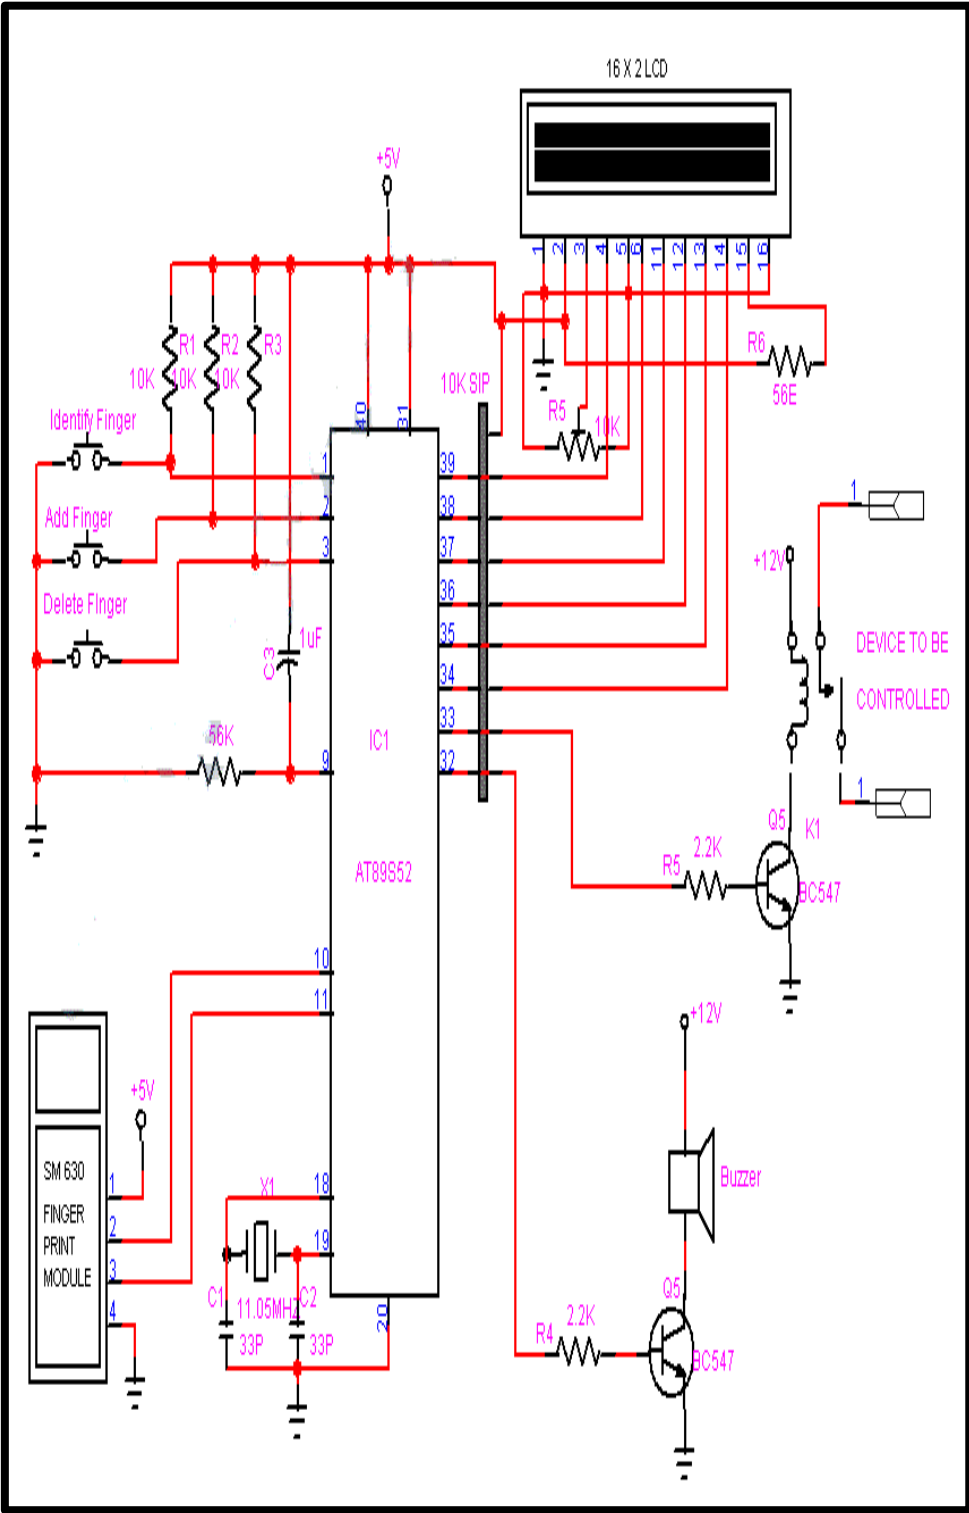 16 X 2 LCD
+5V
1 2 3 4 5 6 11 12 13 14 15 16
R1 R2 R3
10K 10K 10K
R6
56E
10K SIP
R5 10K
Identify Finger
40 31
1 39
Add Finger
2 38
3 37
Delete FInger
36
1uF
C3
35
34
56K
IC1
33
9 32
1
+12V
DEVICE TO BE
CONTROLLED
1
Q5 K1
2.2K
R5
BC547
AT89S52
10
11
+12V
+5V
SM 630
FINGER
PRINT
MODULE
1
2
3
4
18
X1
19
C1 11.05MHZ C2
33P 33P
20
Buzzer
Q5
2.2K
R4
BC547